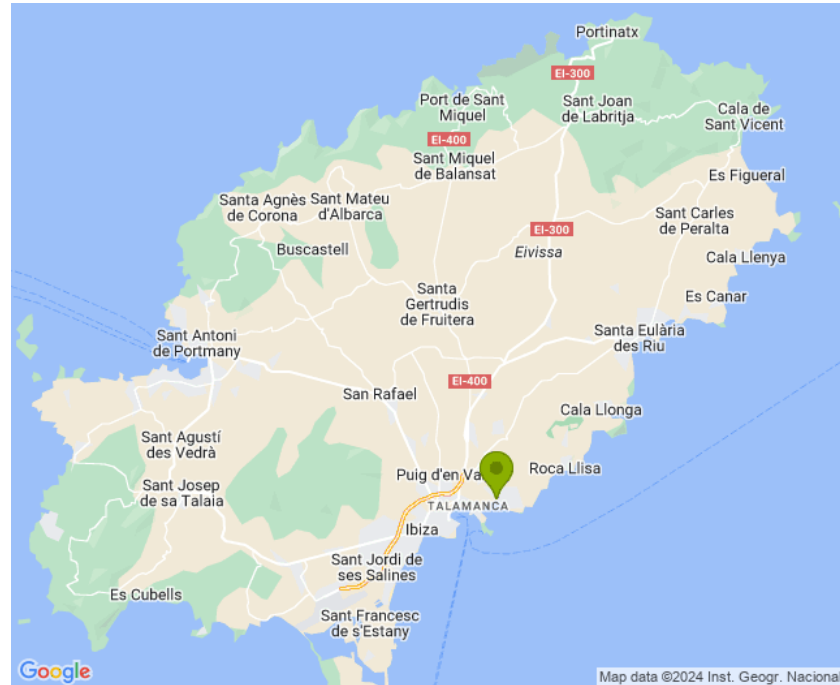 Portinatx
EI-300
Port de Sant
Miquel
Sant Joan
de Labritja
Cala de
Sant Vicent
EI-400
Sant Miquel
de Balansat
Es Figueral
Santa Agnès
de Corona
Sant Mateu
d'Albarca
Sant Carles
de Peralta
EI-300
Buscastell
Eivissa
Cala Llenya
Santa
Gertrudis
de Fruitera
Es Canar
Sant Antoni
de Portmany
Santa Eulària
des Riu
EI-400
San Rafael
Cala Llonga
Sant Agustí
des Vedrà
Roca Llisa
Puig d'en Va
Sant Josep
de sa Talaia
TALAMANCA
Ibiza
Sant Jordi de
ses Salines
Es Cubells
Sant Francesc
de s'Estany
Google
Map data ©2024 Inst. Geogr. Nacional